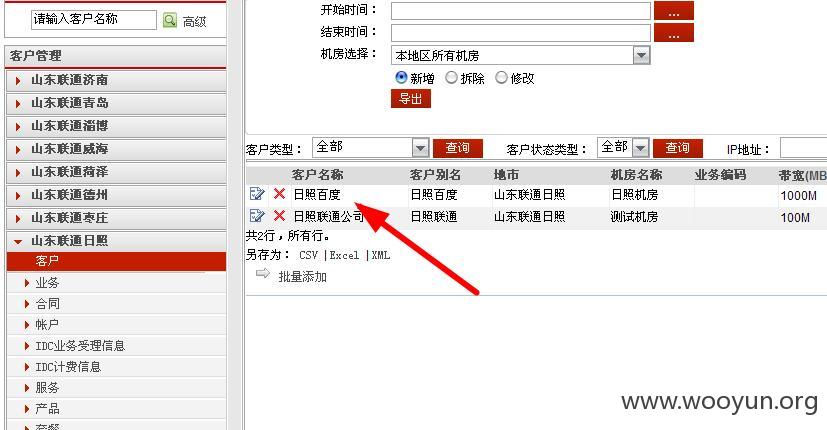 请输入客户名称 高级
客户管理
山东联通济南
山东联通青岛
山东联通淄博
山东联通威海
山东联通菏泽
山东联通德州
山东联通枣庄
山东联通日照
客户
业务
合同
帐户
IDC业务受理信息
IDC计费信息
服务
产品
套餐
开始时间： ...
结束时间： ...
机房选择： 本地区所有机房
新增 拆除 修改
导出
客户类型： 全部 查询 客户状态类型： 全部 查询 IP地址：
客户名称 客户别名 地市 机房名称 业务编码 带宽(MB
日照百度 日照百度 山东联通日照 日照机房 1000M
日照联通公司 日照联通 山东联通日照 测试机房 100M
共2行，所有行。
另存为： CSV |Excel |XML
批量添加
www.wooyun.org